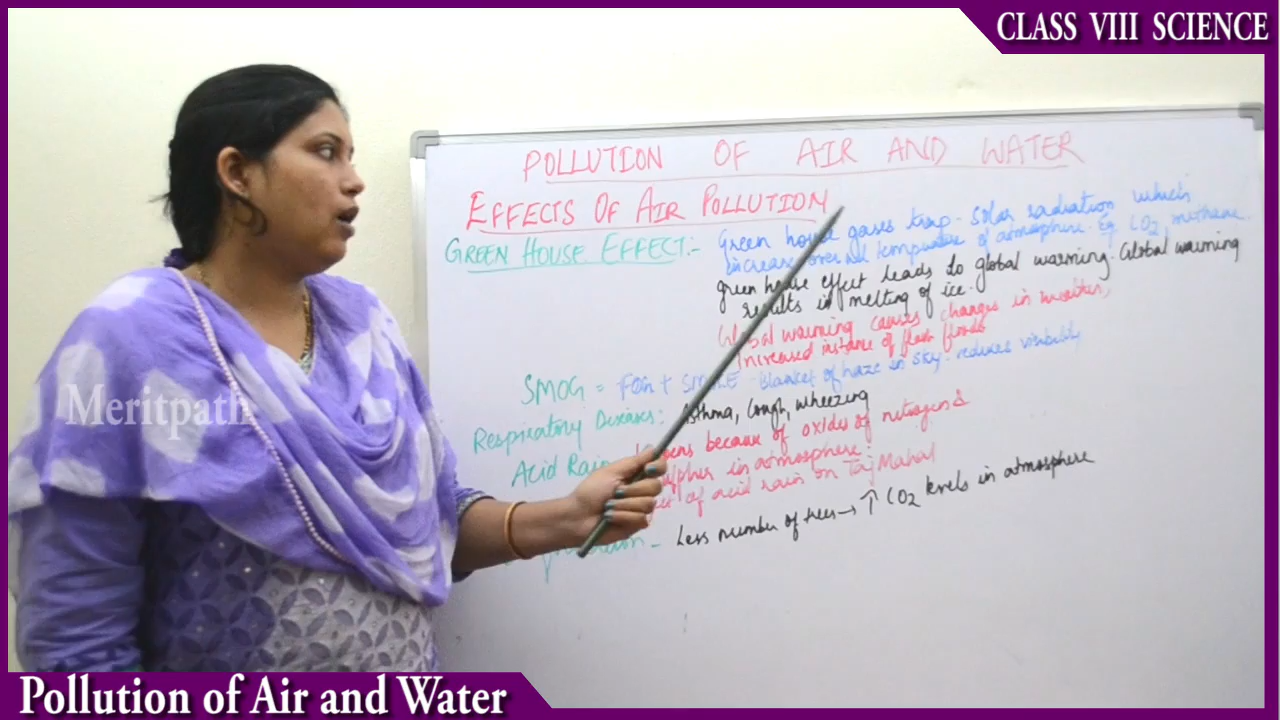 CLASS VIII SCIENCE
POLLUTION OF AIR AND WATER
EFFECTS OF AIR POLLUTION
GREEN HOUSE EFFECT:- Green house gases trap solar radiation which
increase overall temperature of atmosphere. Eg. CO2, methane.
green house effect leads to global warming. Global warming
results in melting of ice.
Global warming causes changes in weather,
Increased instance of flash floods
SMOG = Fog + SMOKE Blanket of haze in sky. reduces visibility
Respiratory Diseases: Asthma, Cough, wheezing
Acid Rain because of oxides of nitrogen &
in atmosphere.
of acid rain on Taj Mahal
Less number of trees → ↑ CO2 levels in atmosphere
Meritpath
Pollution of Air and Water